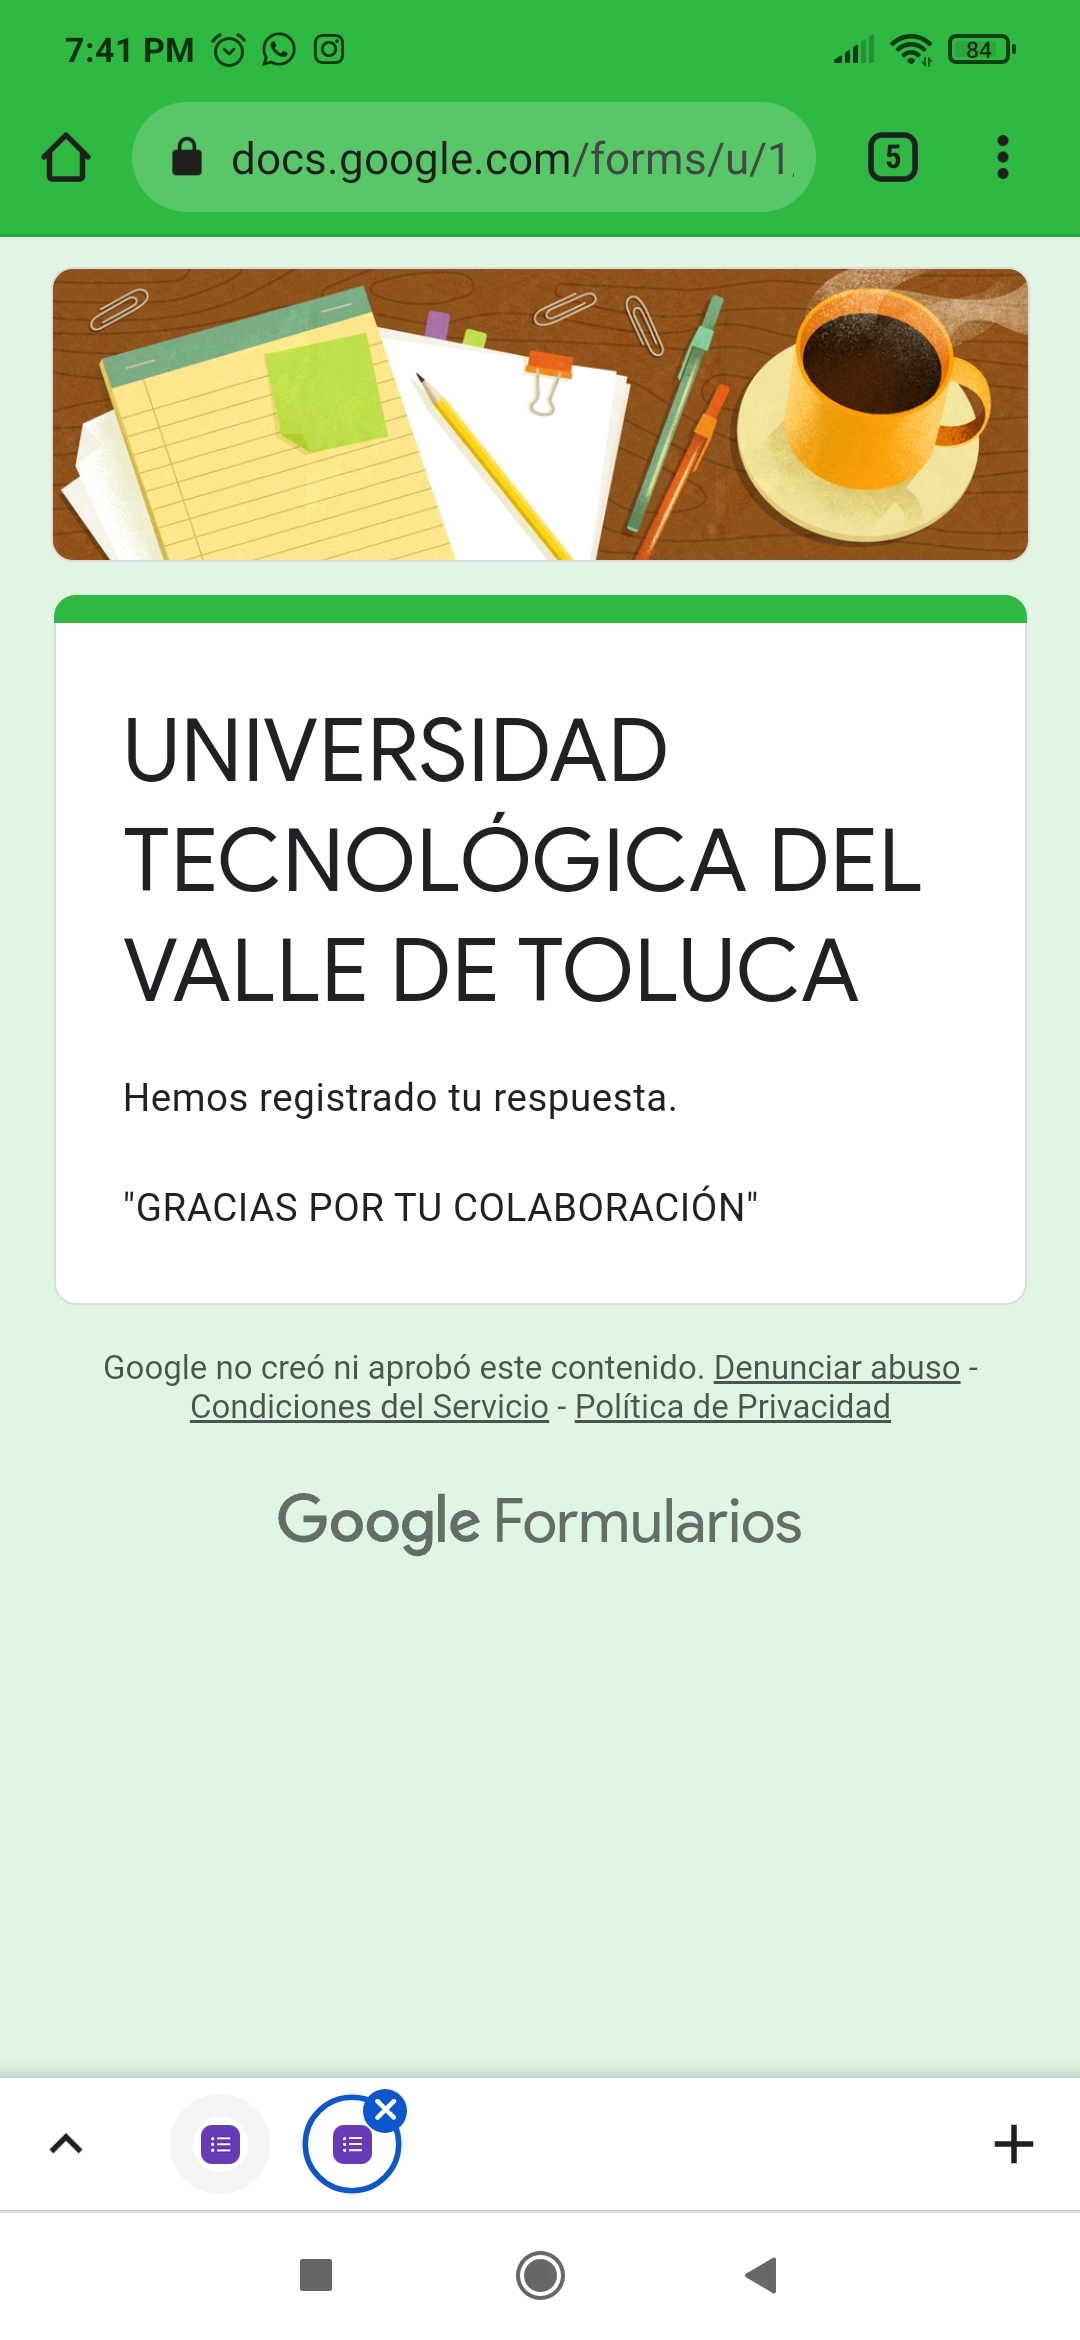 7:41 PM
84
docs.google.com/forms/u/1
5
UNIVERSIDAD
TECNOLÓGICA DEL
VALLE DE TOLUCA
Hemos registrado tu respuesta.
"GRACIAS POR TU COLABORACIÓN"
Google no creó ni aprobó este contenido. Denunciar abuso -
Condiciones del Servicio - Política de Privacidad
Google Formularios